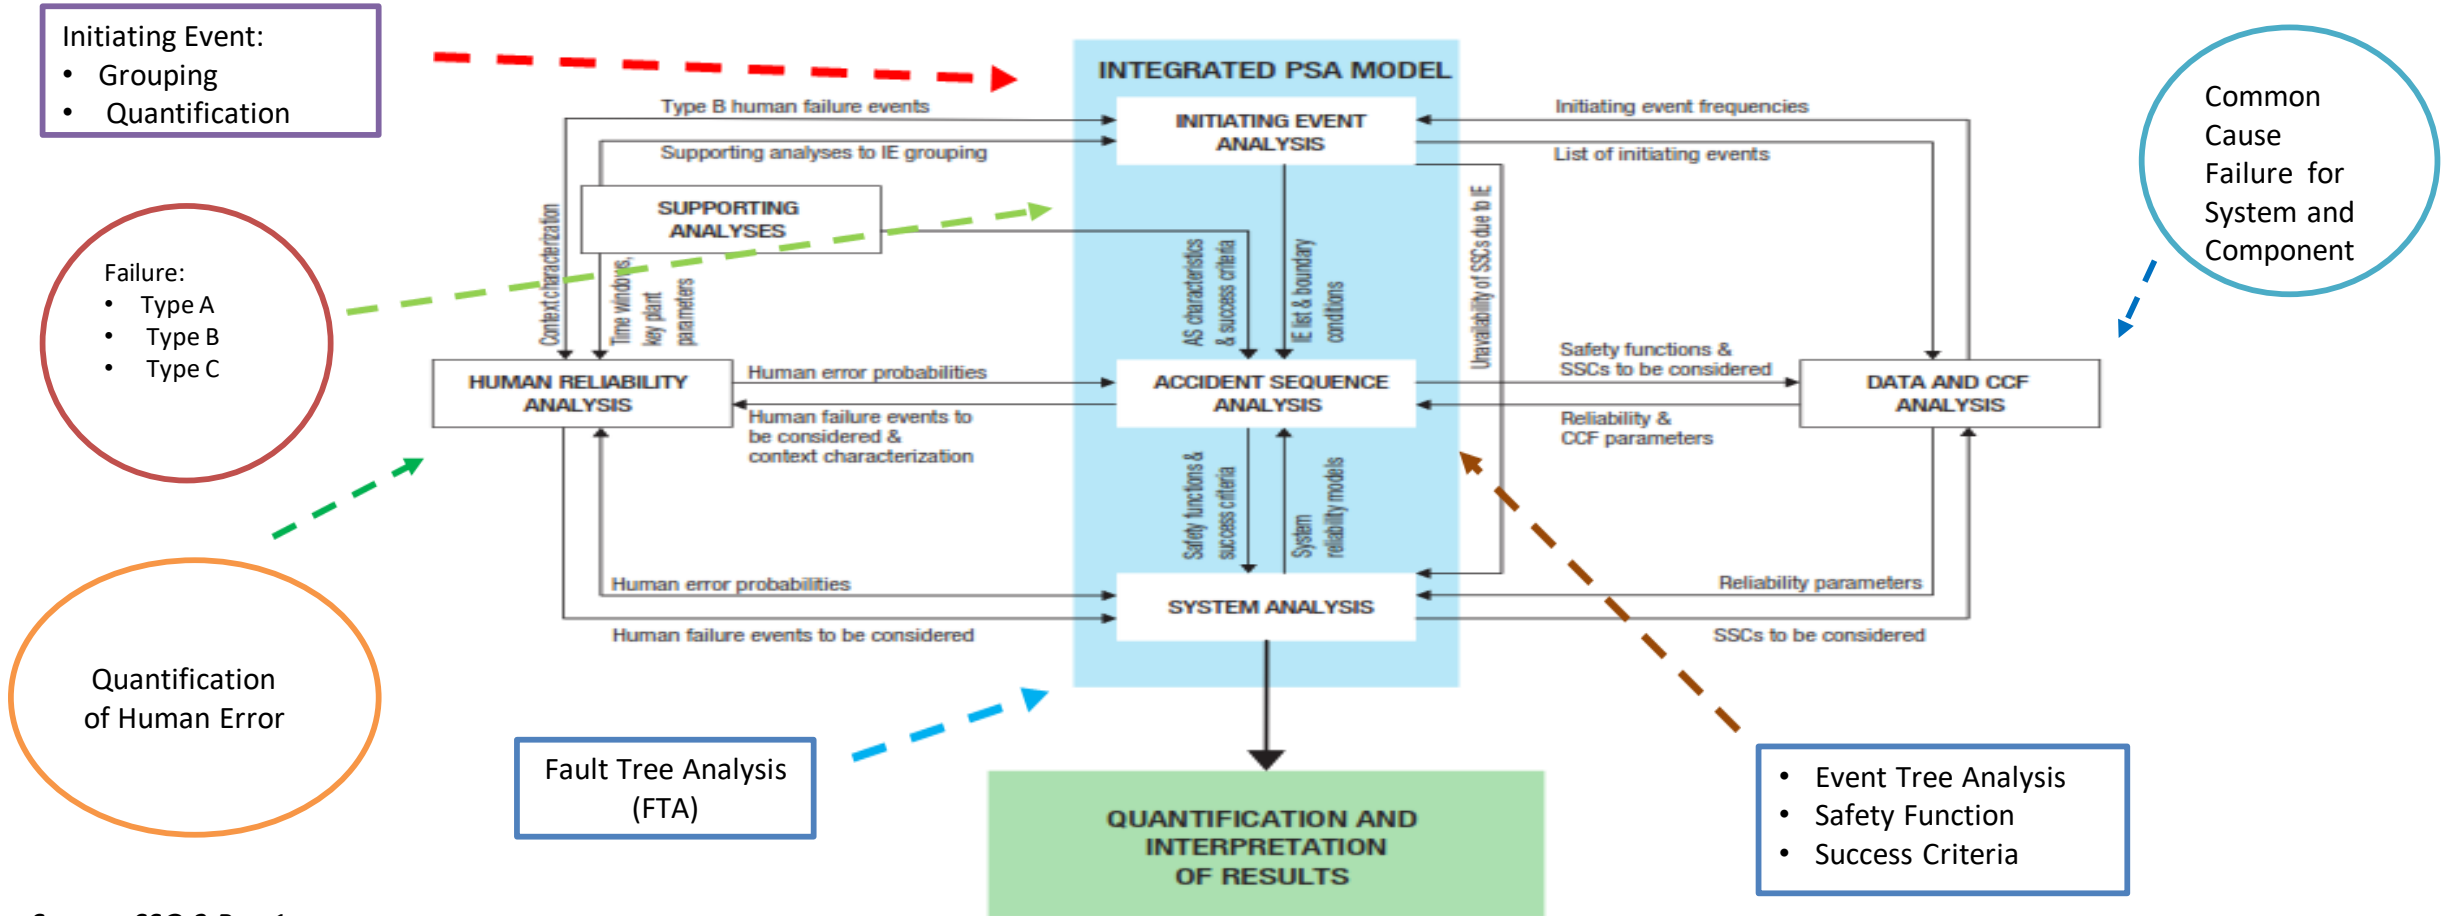 Initiating Event:
• Grouping
• Quantification
INTEGRATED PSA MODEL
Type B human failure events
INITIATING EVENT
ANALYSIS
Initiating event frequencies
Supporting analyses to IE grouping
List of initiating events
Common
Cause
Failure for
System and
Component
SUPPORTING
ANALYSES
Failure:
• Type A
• Type B
• Type C
Context characterization
Time windows,
key plant
parameters
AS characteristics
& success criteria
IE list & boundary
conditions
Unavailability of SSCs due to IE
HUMAN RELIABILITY
ANALYSIS
Human error probabilities
Human failure events to
be considered &
context characterization
ACCIDENT SEQUENCE
ANALYSIS
Safety functions &
SSCs to be considered
Reliability &
CCF parameters
DATA AND CCF
ANALYSIS
Safety functions &
success criteria
System
reliability models
Human error probabilities
Human failure events to be considered
SYSTEM ANALYSIS
Reliability parameters
SSCs to be considered
Quantification
of Human Error
Fault Tree Analysis
(FTA)
• Event Tree Analysis
• Safety Function
• Success Criteria
QUANTIFICATION AND
INTERPRETATION
OF RESULTS